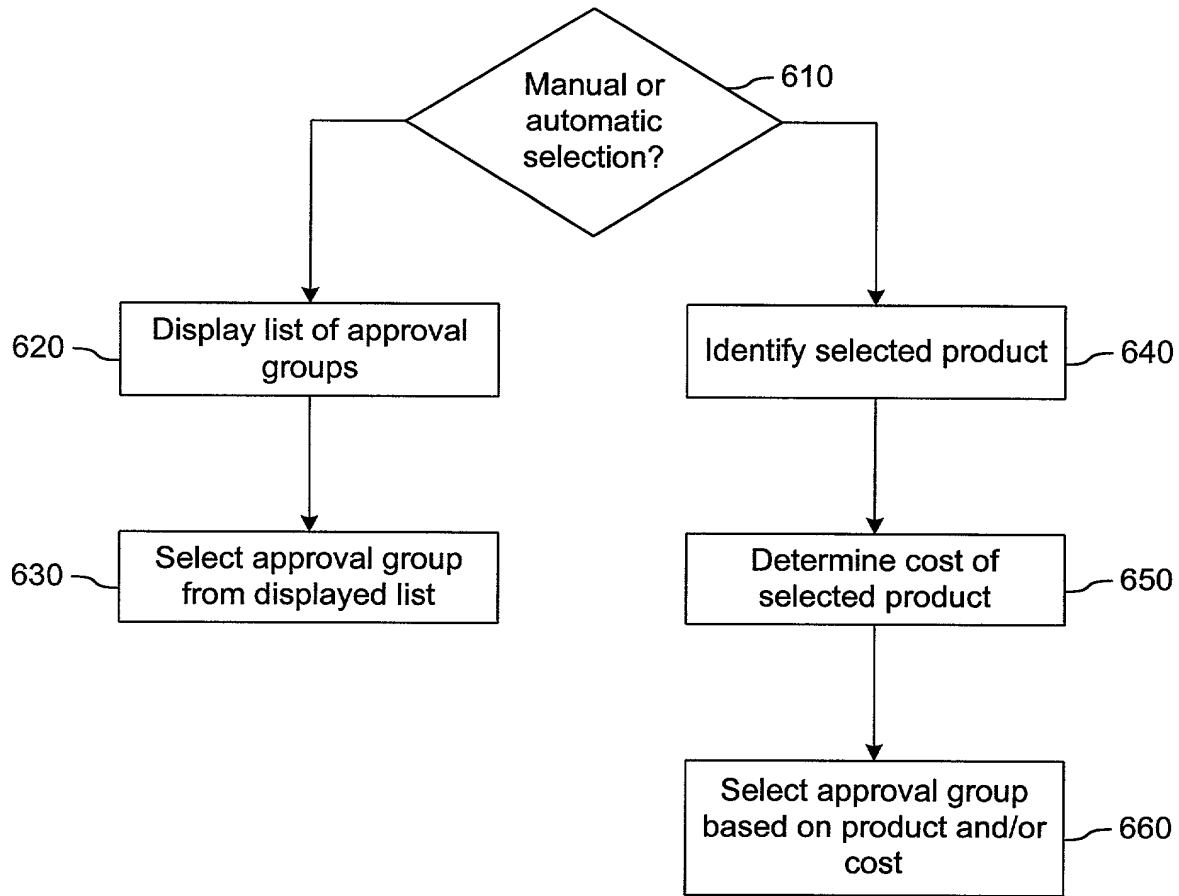 Manual or
automatic
selection?
610
Display list of approval
groups
620
Identify selected product
640
Select approval group
from displayed list
630
Determine cost of
selected product
650
Select approval group
based on product and/or
cost
660